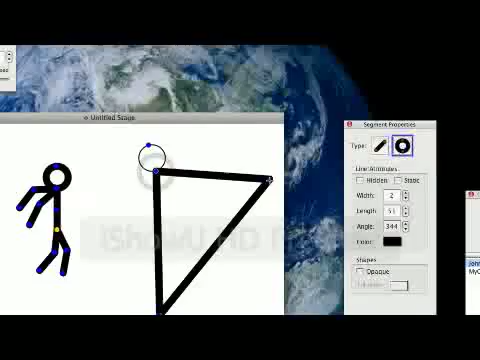 Untitled Stage
Segment Properties
Type:
Line Attributes
Hidden
Static
Width: 2
Length: 51
Angle: 344
Color:
Shapes
Opaque
iShowU HD